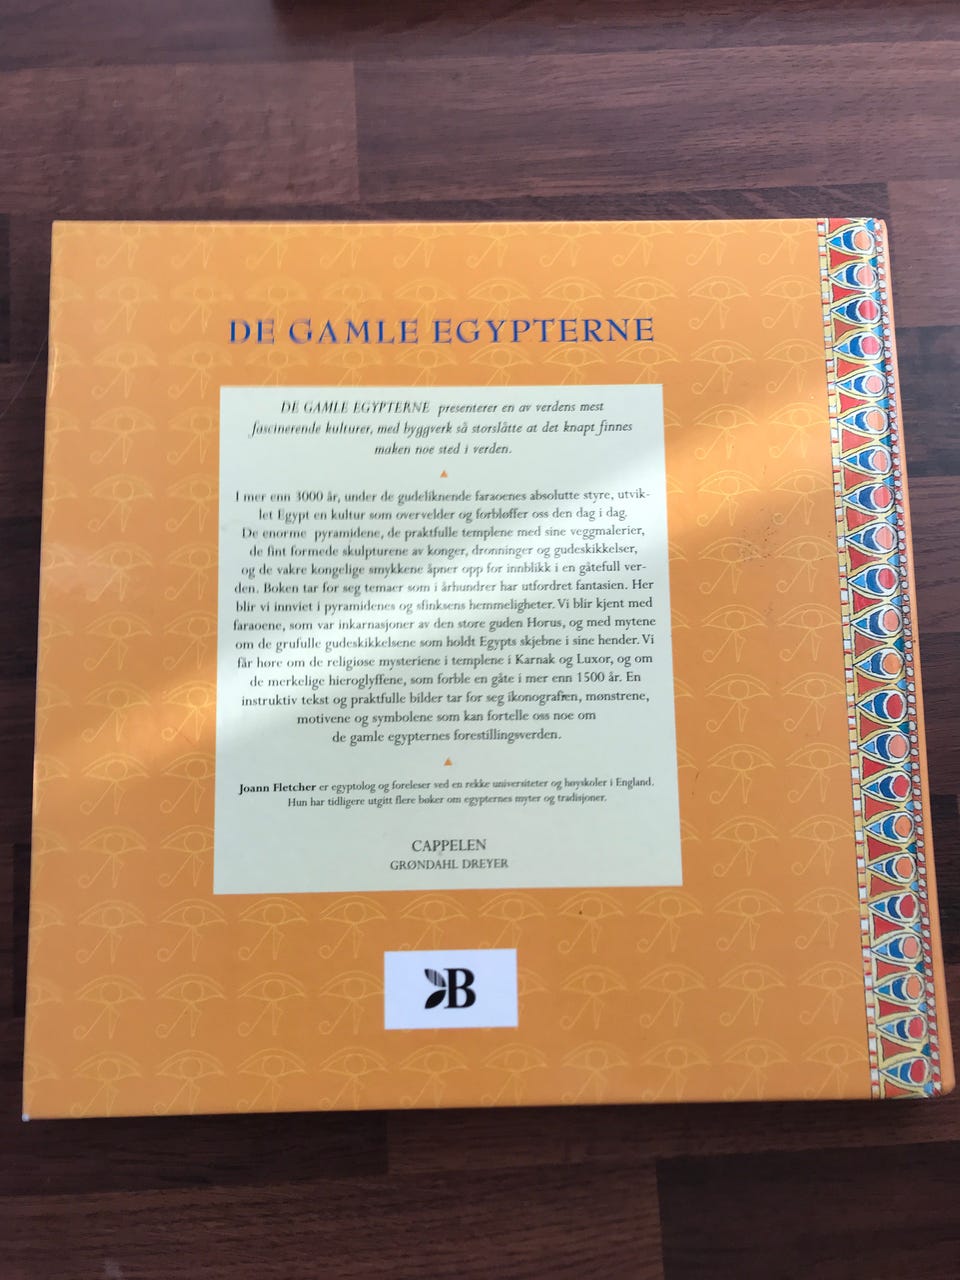 DE GAMLE EGYPTERNE
DE GAMLE EGYPTERNE presenterer en av verdens mest
fascinerende kulturer, med byggverk så storslåtte at det knapt finnes
maken noe sted i verden.
I mer enn 3000 år, under de gudeliknende faraoenes absolutte styre, utvik-
let Egypt en kultur som overvelder og forbløffer oss den dag i dag.
De enorme pyramidene, de praktfulle templene med sine veggmalerier,
de fint formede skulpturene av konger, dronninger og gudeskikkelser,
og de vakre kongelige smykkene åpner opp for innblikk i en gåtefull ver-
den. Boken tar for seg temaer som i århundrer har utfordret fantasien. Her
blir vi innviet i pyramidenes og sfinksens hemmeligheter. Vi blir kjent med
faraoene, som var inkarnasjoner av den store guden Horus, og med mytene
om de grufulle gudeskikkelsene som holdt Egypts skjebne i sine hender. Vi
får høre om de religiøse mysteriene i templene i Karnak og Luxor, og om
de merkelige hieroglyffene, som forble en gåte i mer enn 1500 år. En
instruktiv tekst og praktfulle bilder tar for seg ikonografien, mønstrene,
motivene og symbolene som kan fortelle oss noe om
de gamle egypternes forestillingsverden.
Joann Fletcher er egyptolog og foreleser ved en rekke universiteter og høyskoler i England.
Hun har tidligere utgitt flere bøker om egypternes myter og tradisjoner.
CAPPELEN
GRØNDAHL DREYER
B